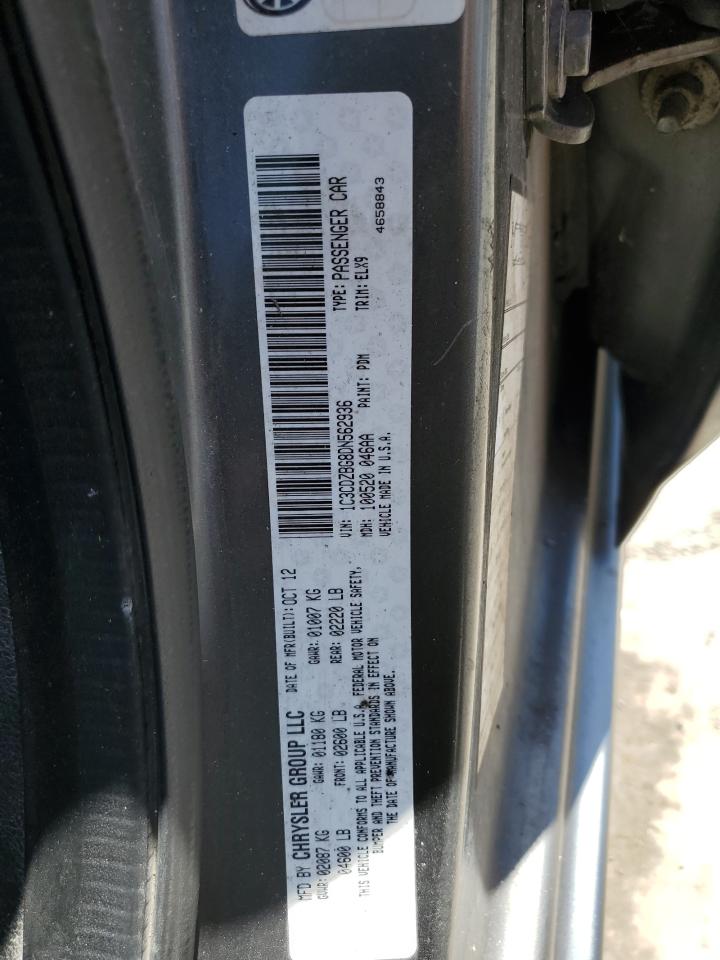 MFD BY CHRYSLER GROUP LLC
DATE OF MFR(BUILT): OCT 12
GVWR: 02087 KG
04600 LB
GAWR: 01180 KG
FRONT: 02600 LB
GAWR: 01007 KG
REAR: 02220 LB
THIS VEHICLE CONFORMS TO ALL APPLICABLE U.S.A. FEDERAL MOTOR VEHICLE SAFETY,
BUMPER AND THEFT PREVENTION STANDARDS IN EFFECT ON
THE DATE OF MANUFACTURE SHOWN ABOVE.
VIN: 1C3CDZBG8DN562936
MDH: 100520 046AA
PAINT: PDM
VEHICLE MADE IN U.S.A.
TYPE: PASSENGER CAR
TRIM: ELX9
4658843